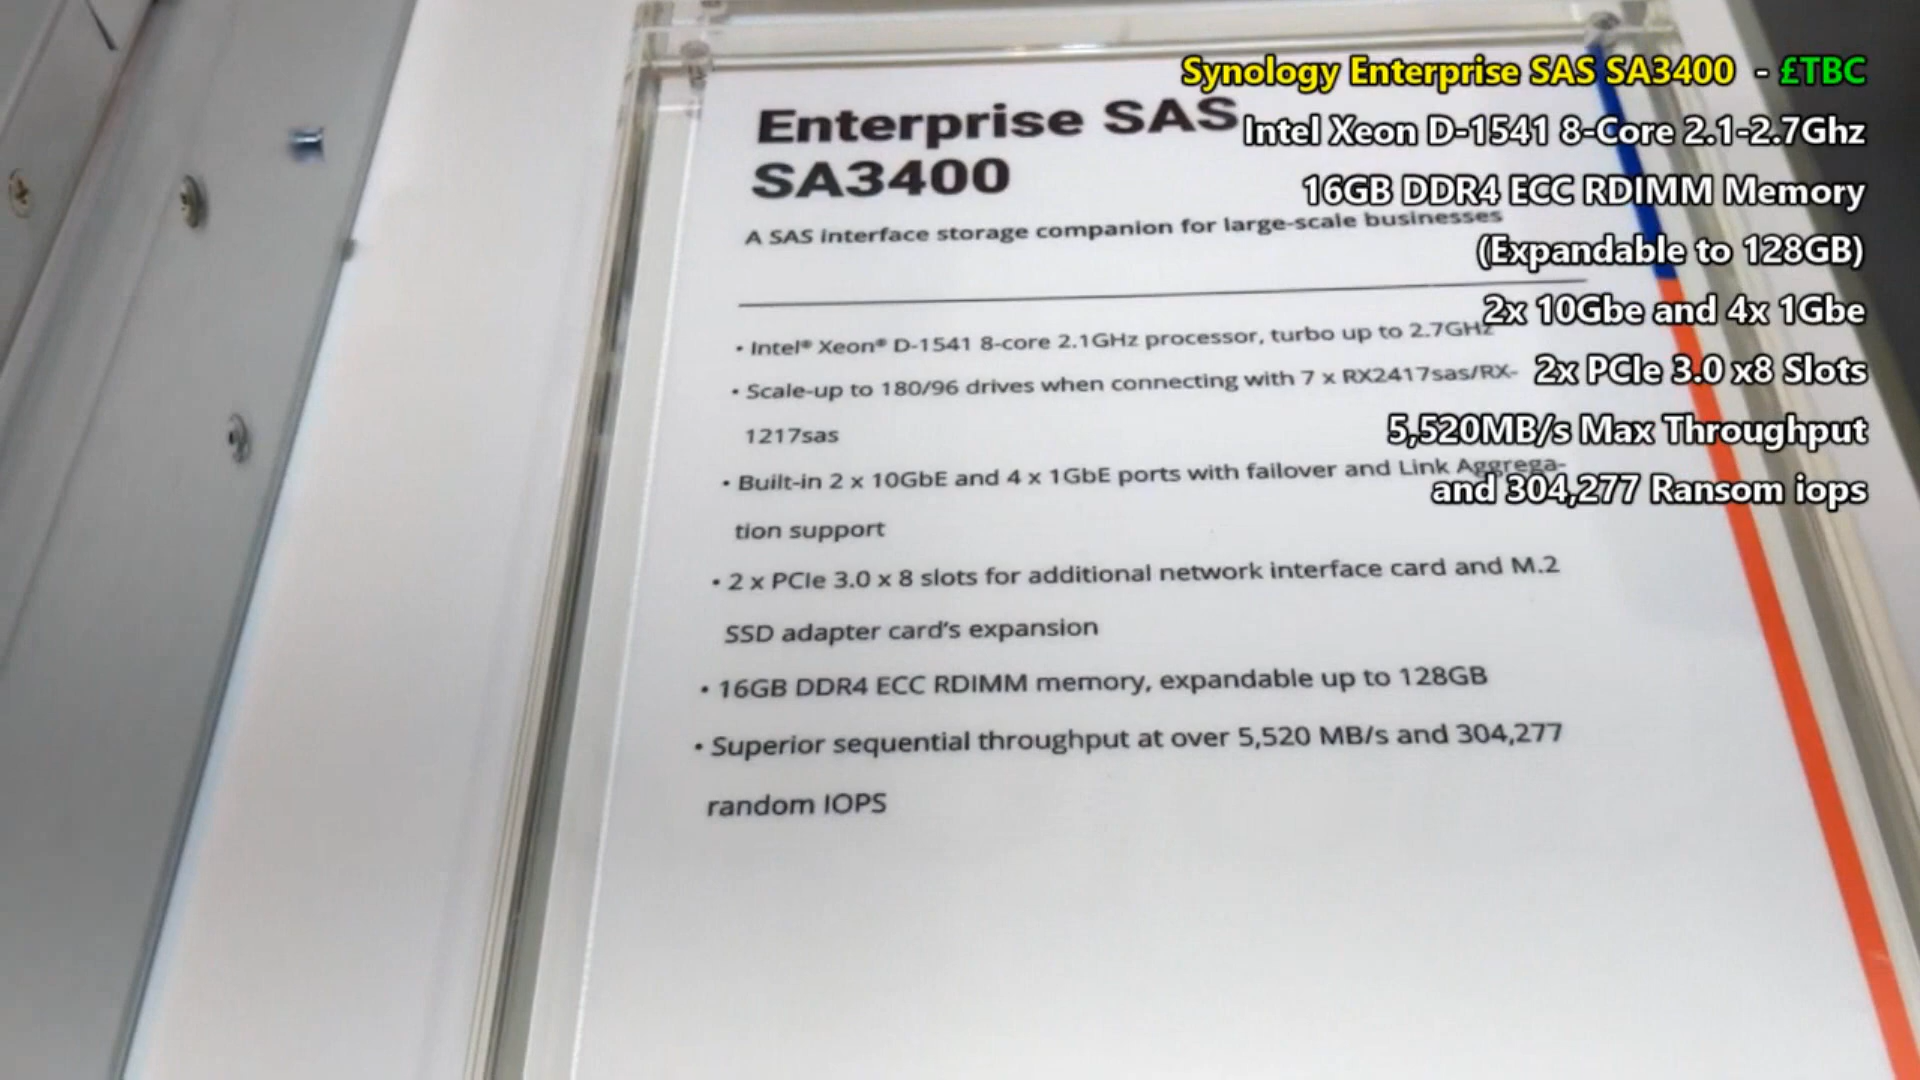 Synology Enterprise SAS SA3400 - £TBC
Intel Xeon D-1541 8-Core 2.1-2.7Ghz
16GB DDR4 ECC RDIMM Memory
(Expandable to 128GB)
2x 10Gbe and 4x 1Gbe
2x PCIe 3.0 x8 Slots
5,520MB/s Max Throughput
and 304,277 Ransom iops
Enterprise SAS
SA3400
A SAS interface storage companion for large-scale businesses
• Intel® Xeon® D-1541 8-core 2.1GHz processor, turbo up to 2.7GHz
• Scale-up to 180/96 drives when connecting with 7 x RX2417sas/RX-
1217sas
• Built-in 2 x 10GbE and 4 x 1GbE ports with failover and Link Aggrega-
tion support
• 2 x PCIe 3.0 x 8 slots for additional network interface card and M.2
SSD adapter card's expansion
• 16GB DDR4 ECC RDIMM memory, expandable up to 128GB
• Superior sequential throughput at over 5,520 MB/s and 304,277
random IOPS